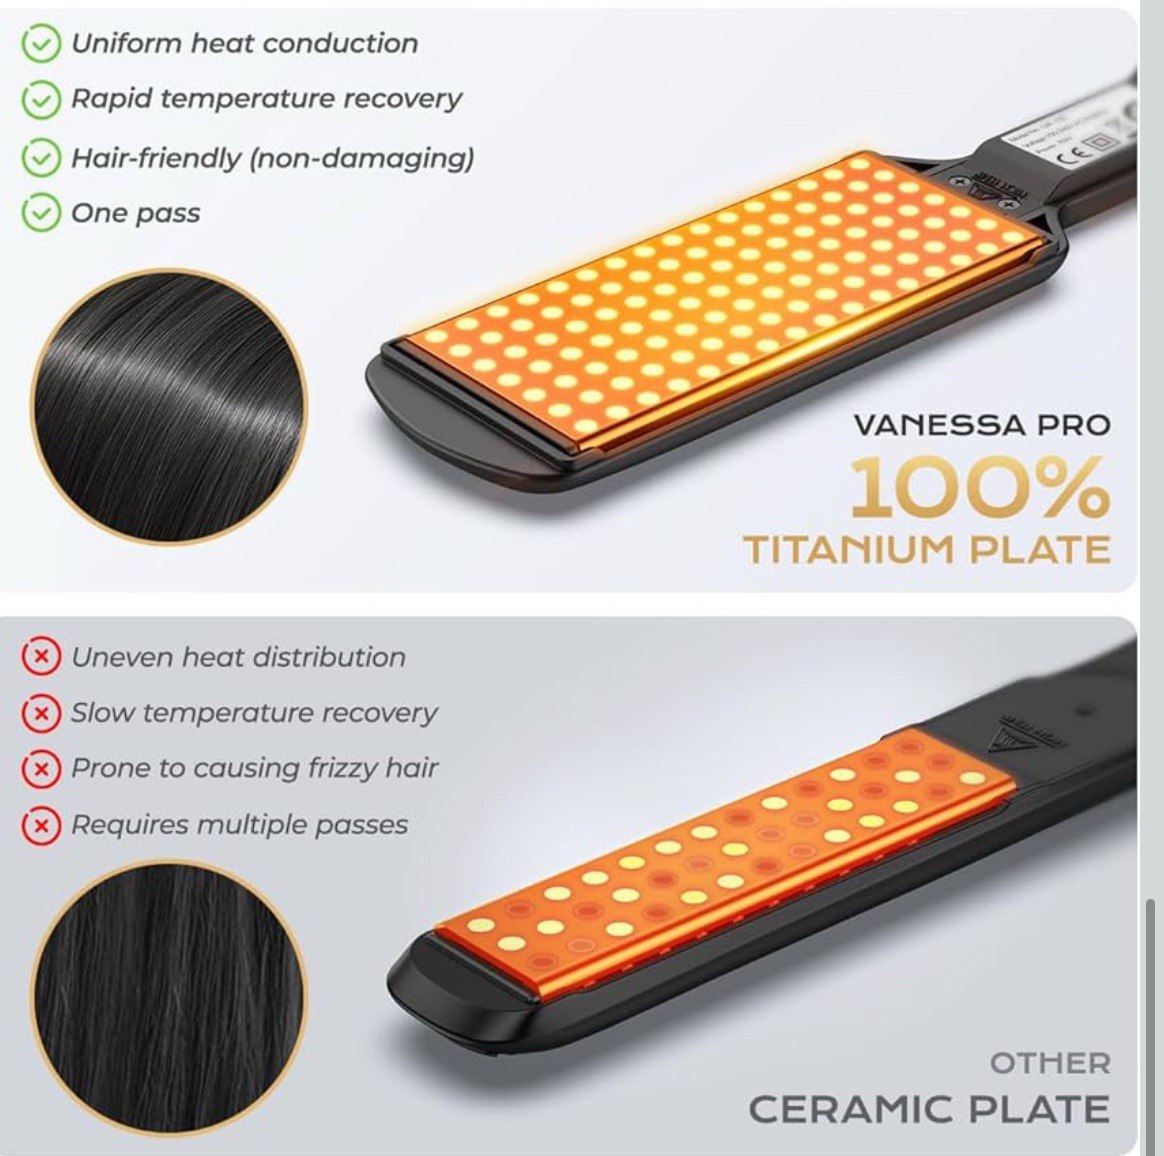 Uniform heat conduction
Rapid temperature recovery
Hair-friendly (non-damaging)
One pass
CE
VANESSA PRO
100%
TITANIUM PLATE
Uneven heat distribution
Slow temperature recovery
Prone to causing frizzy hair
Requires multiple passes
OTHER
CERAMIC PLATE